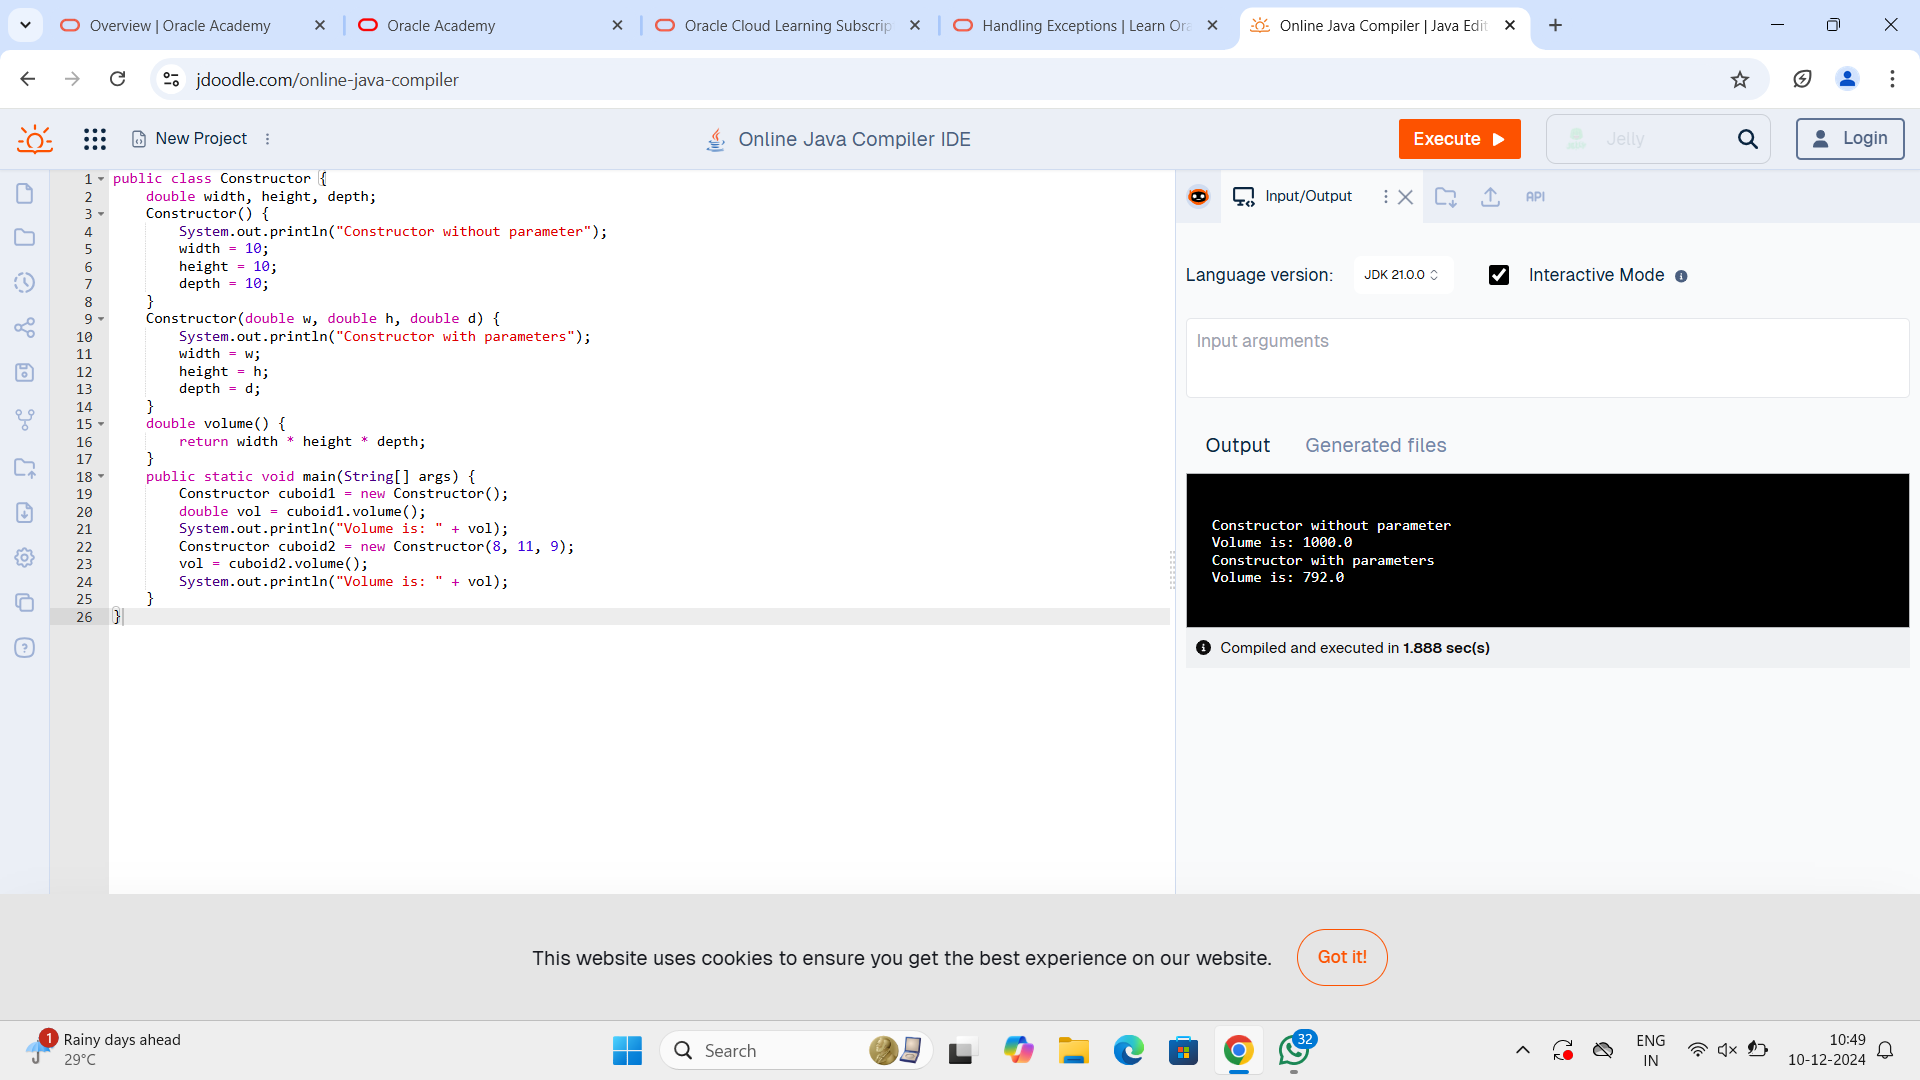 Overview | Oracle Academy
Oracle Academy
Oracle Cloud Learning Subscrip
Handling Exceptions | Learn Ora
Online Java Compiler | Java Edit
jdoodle.com/online-java-compiler
New Project
Online Java Compiler IDE
Execute
Jelly
Login
1 public class Constructor {
2 double width, height, depth;
3 Constructor() {
4 System.out.println("Constructor without parameter");
5 width = 10;
6 height = 10;
7 depth = 10;
8 }
9 Constructor(double w, double h, double d) {
10 System.out.println("Constructor with parameters");
11 width = w;
12 height = h;
13 depth = d;
14 }
15 double volume() {
16 return width * height * depth;
17 }
18 public static void main(String[] args) {
19 Constructor cuboid1 = new Constructor();
20 double vol = cuboid1.volume();
21 System.out.println("Volume is: " + vol);
22 Constructor cuboid2 = new Constructor(8, 11, 9);
23 vol = cuboid2.volume();
24 System.out.println("Volume is: " + vol);
25 }
26 }
Input/Output
API
Language version:
JDK 21.0.0
Interactive Mode
Input arguments
Output
Generated files
Constructor without parameter
Volume is: 1000.0
Constructor with parameters
Volume is: 792.0
Compiled and executed in 1.888 sec(s)
This website uses cookies to ensure you get the best experience on our website.
Got it!
1
Rainy days ahead
29°C
Search
32
ENG
IN
10:49
10-12-2024